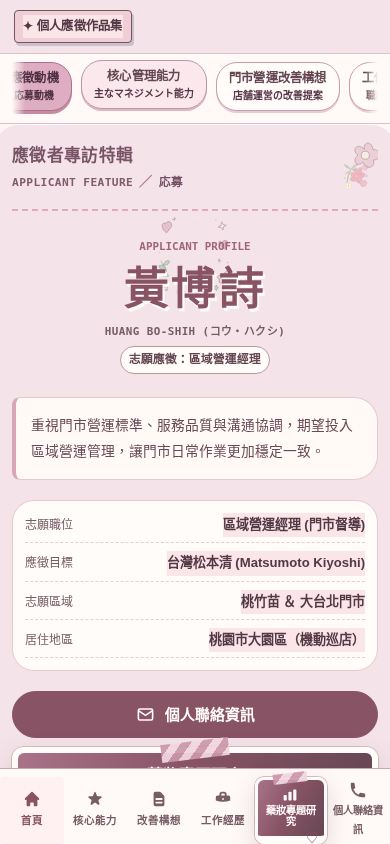 ✦ 個人應徵作品集
應徵動機
応募動機
核心管理能力
主なマネジメント能力
門市營運改善構想
店舗運営の改善提案
應徵者專訪特輯
APPLICANT FEATURE ／ 応募
APPLICANT PROFILE
黃博詩
HUANG BO-SHIH (コウ・ハクシ)
志願應徵：區域營運經理
重視門市營運標準、服務品質與溝通協調，期望投入
區域營運管理，讓門市日常作業更加穩定一致。
志願職位 區域營運經理 (門市督導)
應徵目標 台灣松本清 (Matsumoto Kiyoshi)
志願區域 桃竹苗 ＆ 大台北門市
居住地區 桃園市大園區（機動巡店）
個人聯絡資訊
首頁
核心能力
改善構想
工作經歷
藥妝專題研
究
個人聯絡資
訊